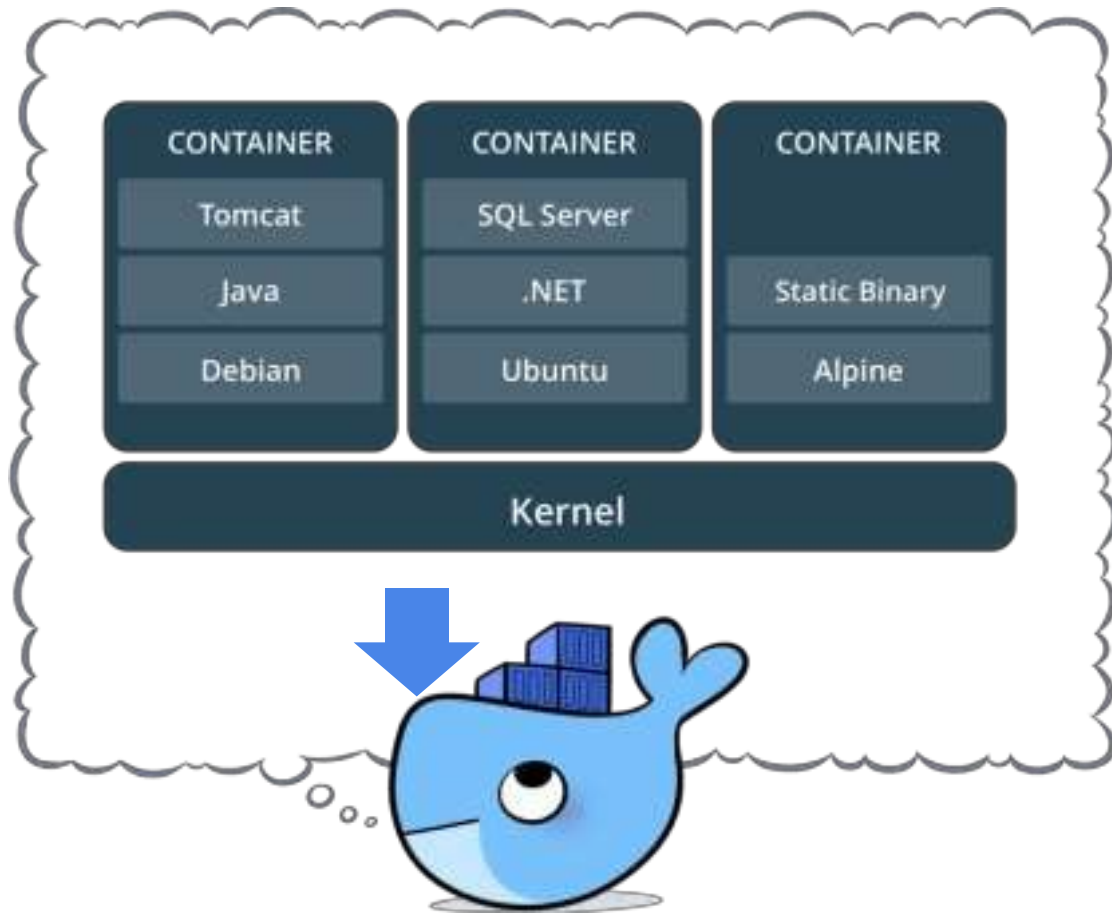 CONTAINER
Tomcat
Java
Debian
CONTAINER
SQL Server
.NET
Ubuntu
CONTAINER
Static Binary
Alpine
Kernel